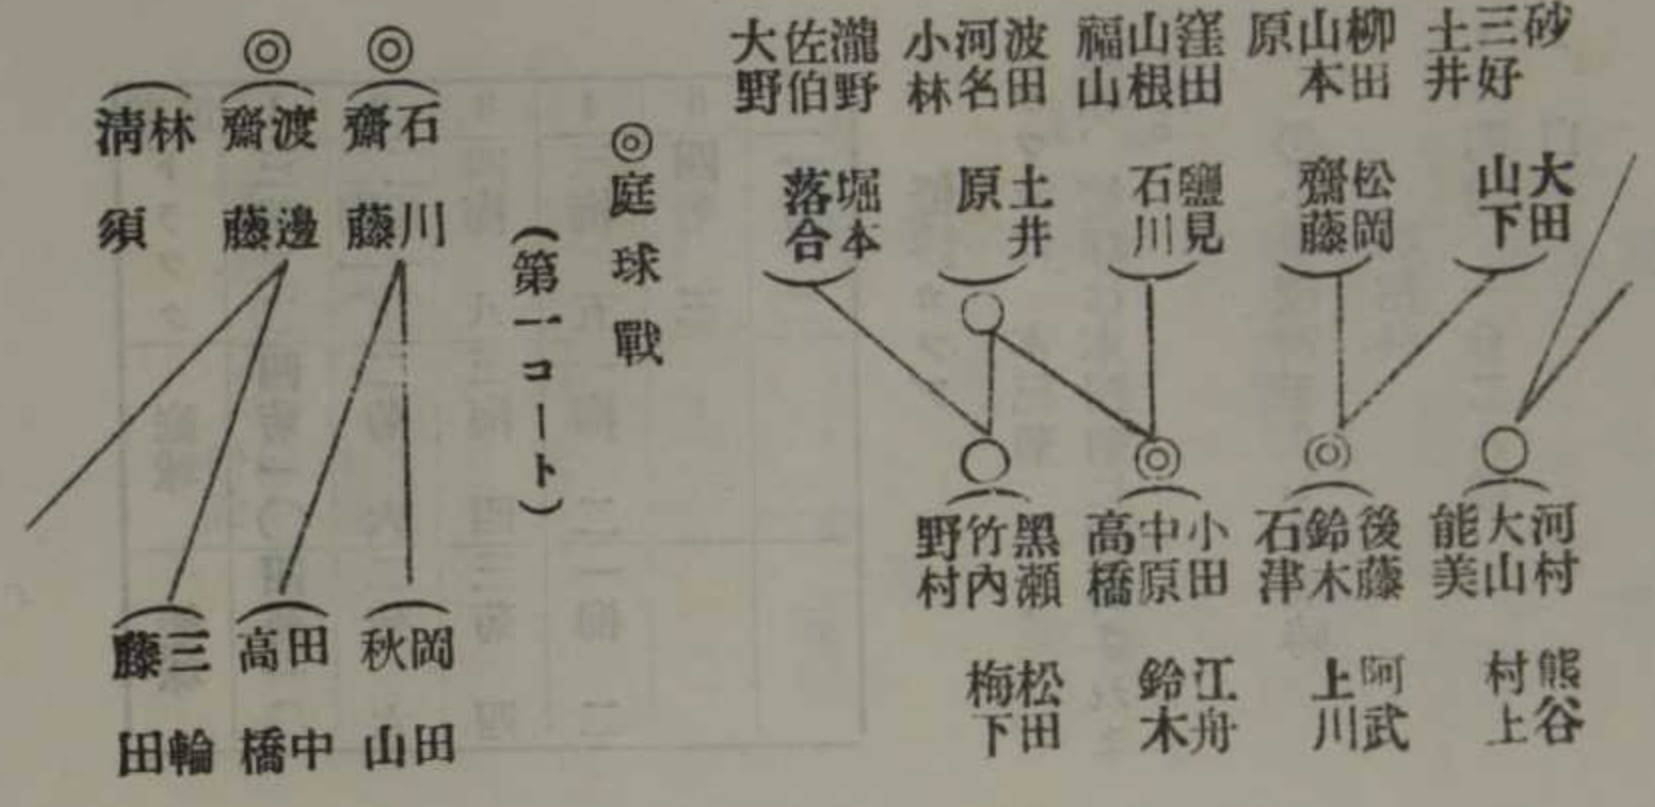 砂 大田
三好 山下
土井
柳田 松岡
山本 齋藤
原
窪田 鹽見
山根 石川
福山
波田 土井
河名 原
小林
瀧野 堀本
佐伯 落合
大野
○
○
河村 熊谷
大山 村上
能美
◎
後藤 阿武
鈴木 上川
石津
◎
小田 江舟
中原 鈴木
高橋
○
黑瀬 松田
竹內 梅下
野村
◎庭球戰
(第一コート)
◎
石川
齋藤
◎
渡邊
齋藤
林
淸須
岡田
秋山
田中
高橋
三輪
藤田